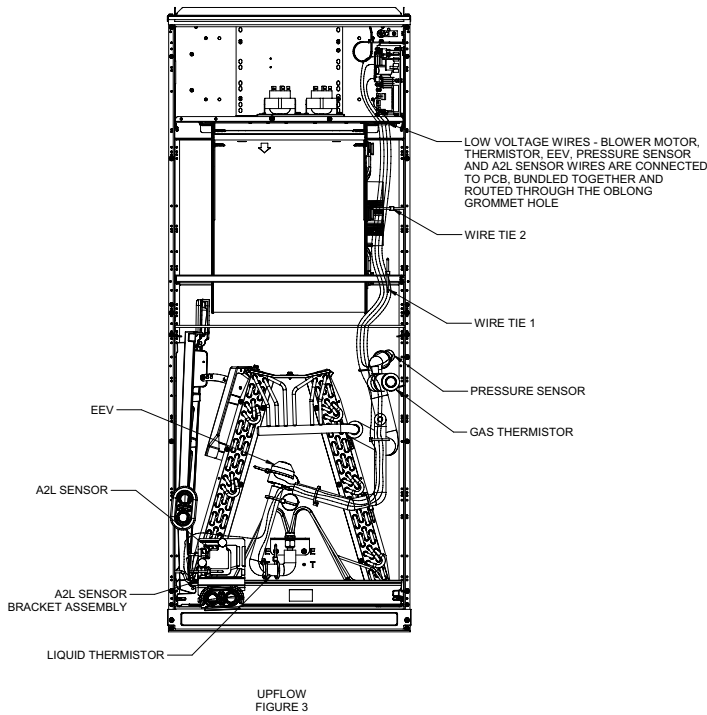 LOW VOLTAGE WIRES - BLOWER MOTOR,
THERMISTOR, EEV, PRESSURE SENSOR
AND A2L SENSOR WIRES ARE CONNECTED
TO PCB, BUNDLED TOGETHER AND
ROUTED THROUGH THE OBLONG
GROMMET HOLE
WIRE TIE 2
WIRE TIE 1
PRESSURE SENSOR
GAS THERMISTOR
EEV
A2L SENSOR
E
E
T
A2L SENSOR
BRACKET ASSEMBLY
LIQUID THERMISTOR
UPFLOW
FIGURE 3